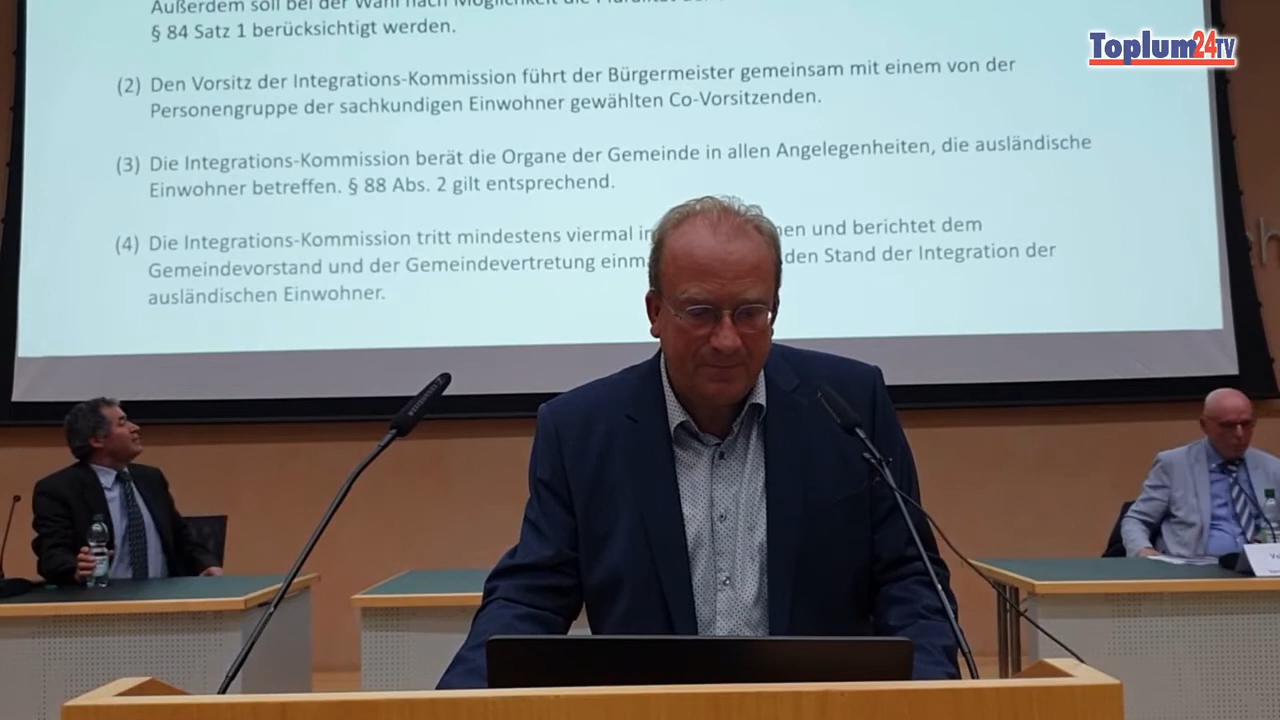 Außerdem soll bei der Wahl nach Möglichkeit die Pluralität der
§ 84 Satz 1 berücksichtigt werden.
Toplum24TV
(2) Den Vorsitz der Integrations-Kommission führt der Bürgermeister gemeinsam mit einem von der
Personengruppe der sachkundigen Einwohner gewählten Co-Vorsitzenden.
(3) Die Integrations-Kommission berät die Organe der Gemeinde in allen Angelegenheiten, die ausländische
Einwohner betreffen. § 88 Abs. 2 gilt entsprechend.
(4) Die Integrations-Kommission tritt mindestens viermal und berichtet dem
Gemeindevorstand und der Gemeindevertretung den Stand der Integration der
ausländischen Einwohner.